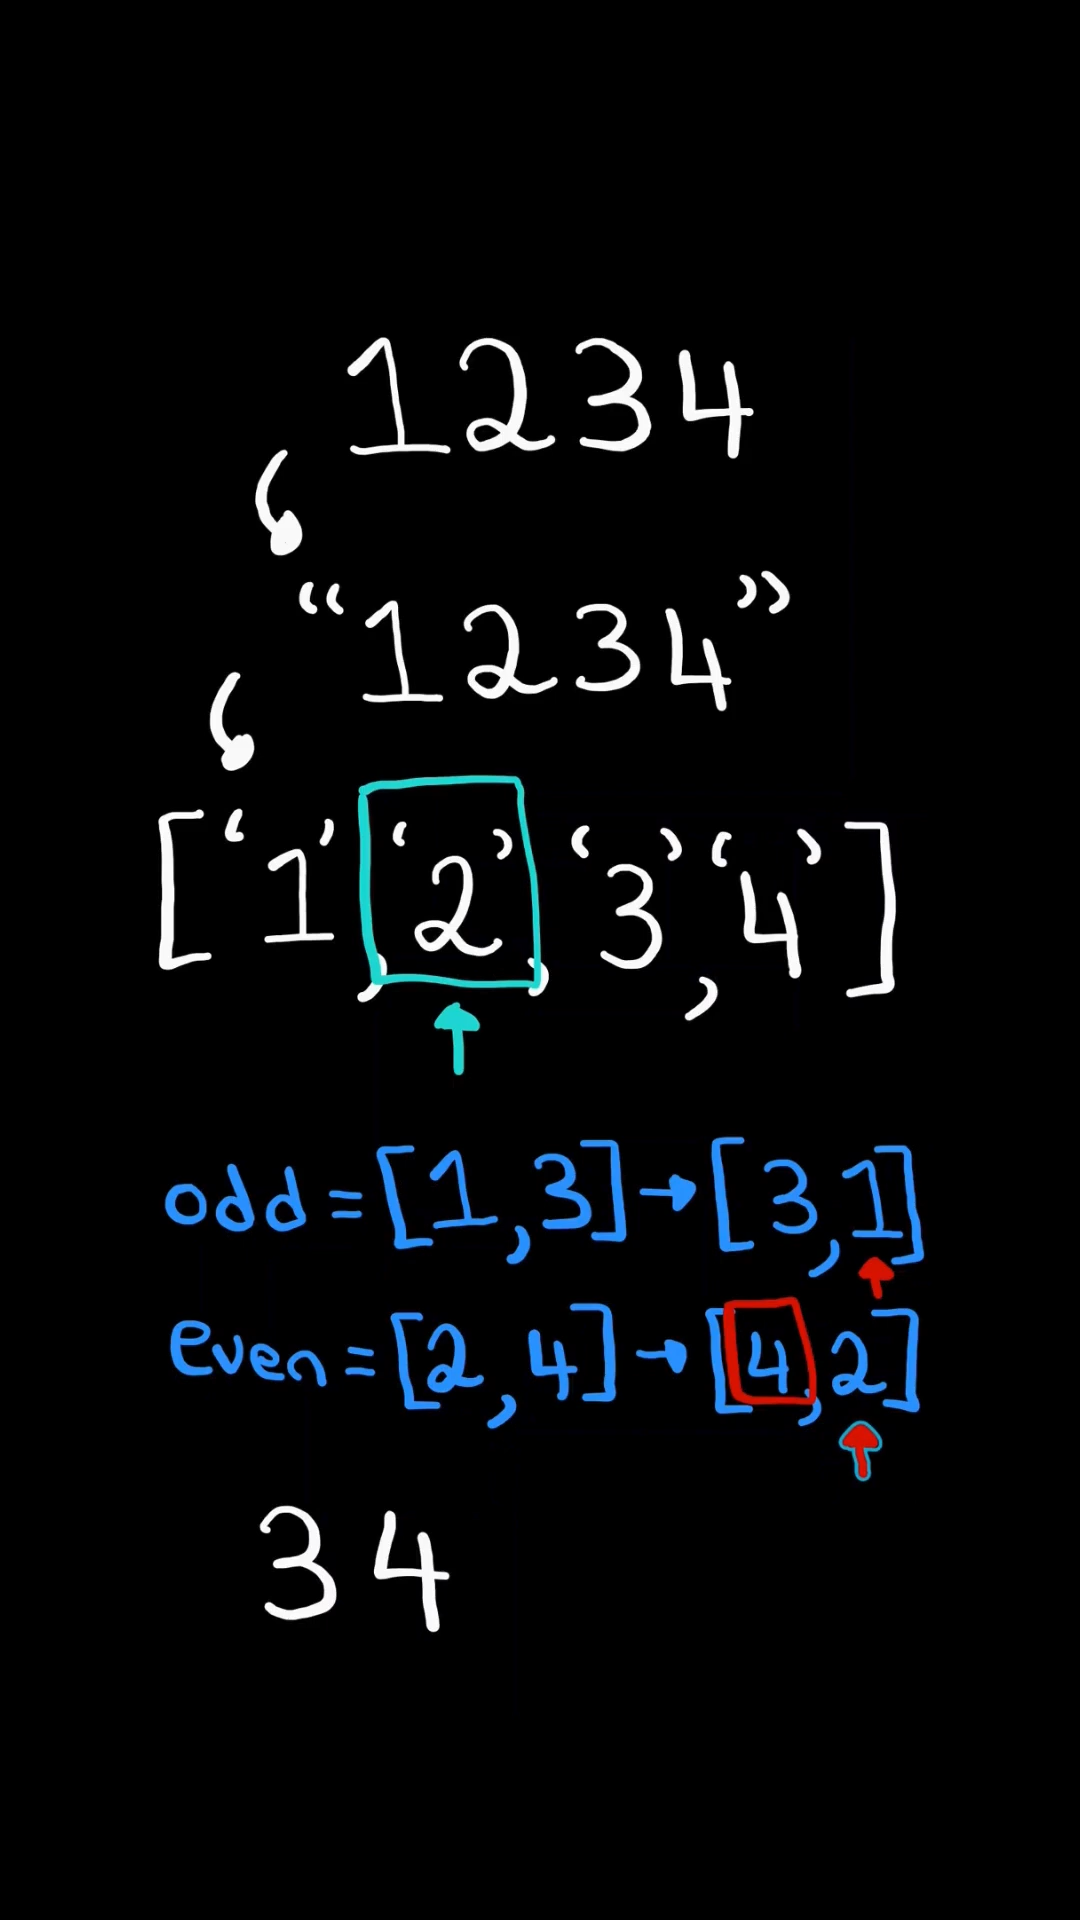 1234
“1234”
[‘1’,‘2’,‘3’,‘4’]
odd=[1,3]→[3,1]
even=[2,4]→[4,2]
34